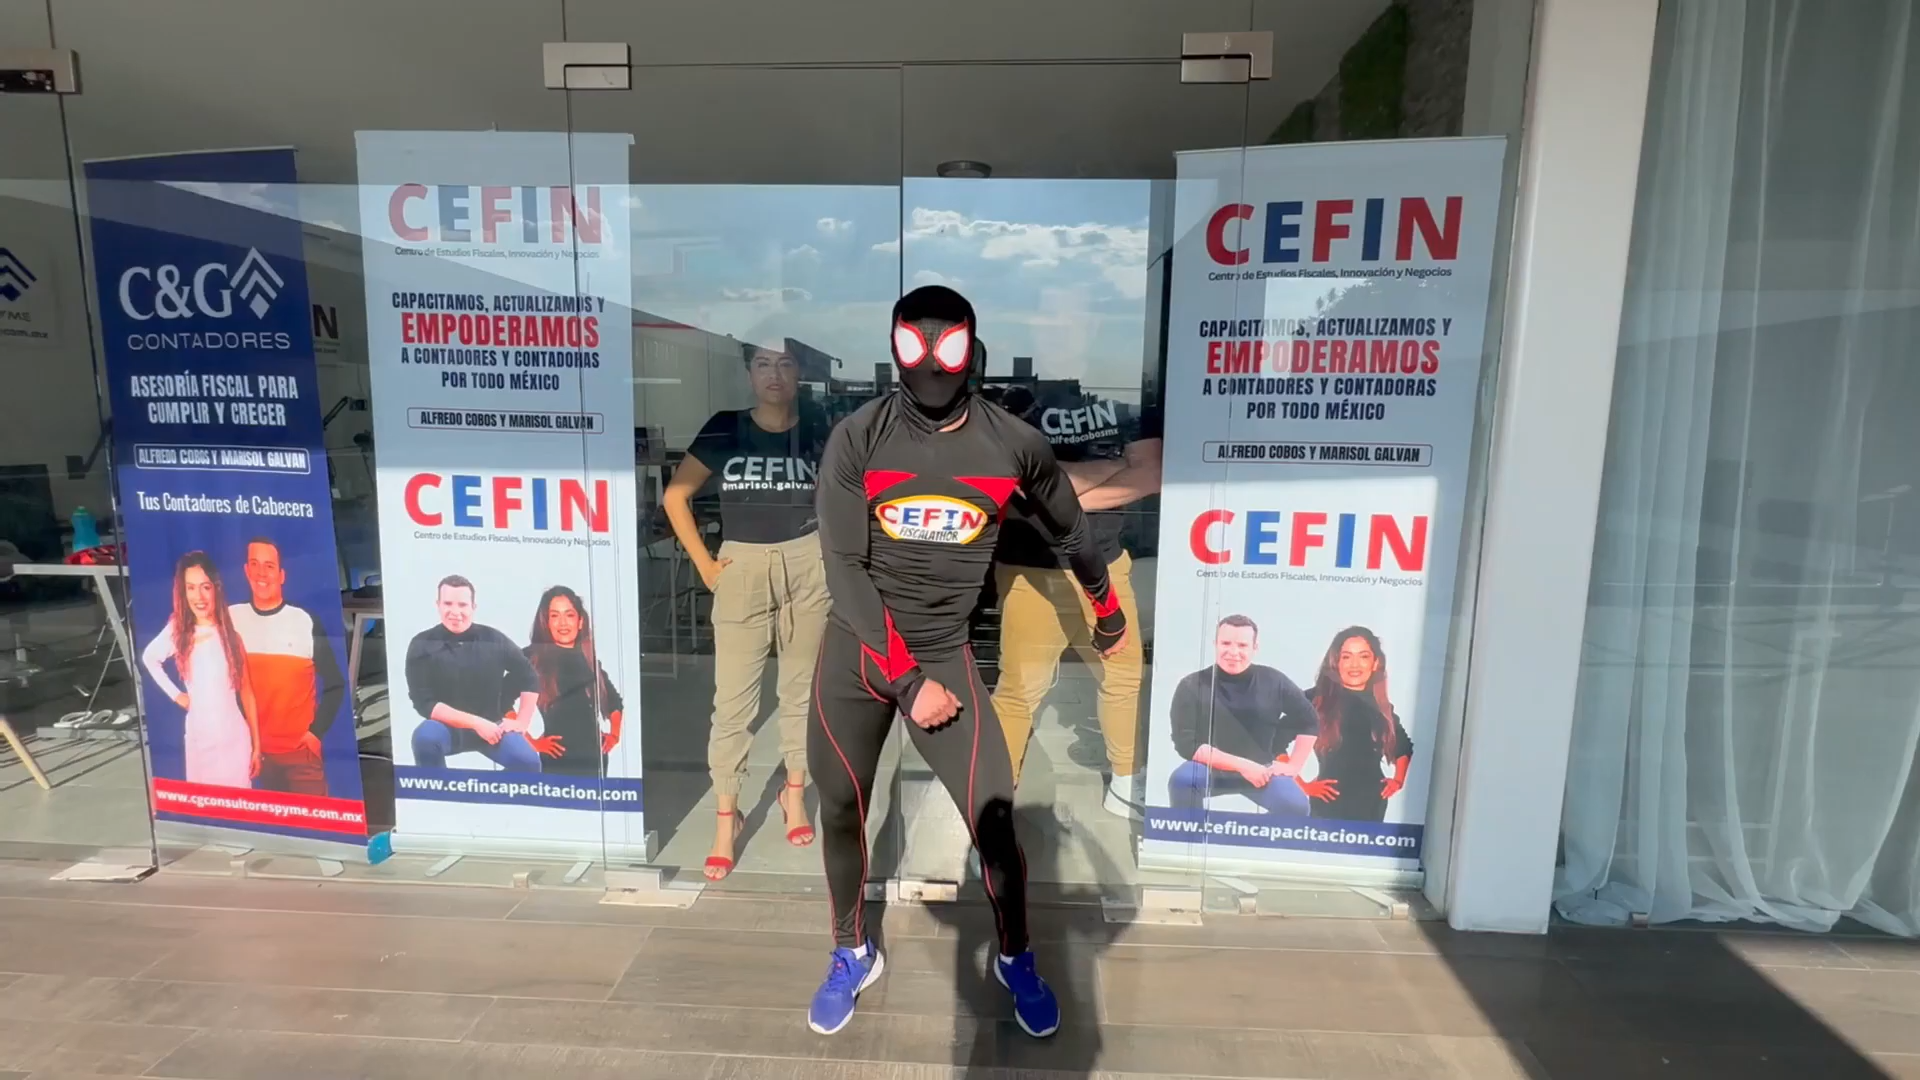 C&G
CONTADORES
ASESORÍA FISCAL PARA
CUMPLIR Y CRECER
ALFREDO COBOS Y MARISOL GALVAN
Tus Contadores de Cabecera
www.cgconsultorespyme.com.mx
CEFIN
Centro de Estudios Fiscales, Innovación y Negocios
CAPACITAMOS, ACTUALIZAMOS Y
EMPODERAMOS
A CONTADORES Y CONTADORAS
POR TODO MÉXICO
ALFREDO COBOS Y MARISOL GALVAN
CEFIN
Centro de Estudios Fiscales, Innovación y Negocios
www.cefincapacitacion.com
CEFIN
@marisol.galvan
CEFIN
FISCALATHOR
CEFIN
@alfredocobosmx
CEFIN
Centro de Estudios Fiscales, Innovación y Negocios
CAPACITAMOS, ACTUALIZAMOS Y
EMPODERAMOS
A CONTADORES Y CONTADORAS
POR TODO MÉXICO
ALFREDO COBOS Y MARISOL GALVAN
CEFIN
Centro de Estudios Fiscales, Innovación y Negocios
www.cefincapacitacion.com